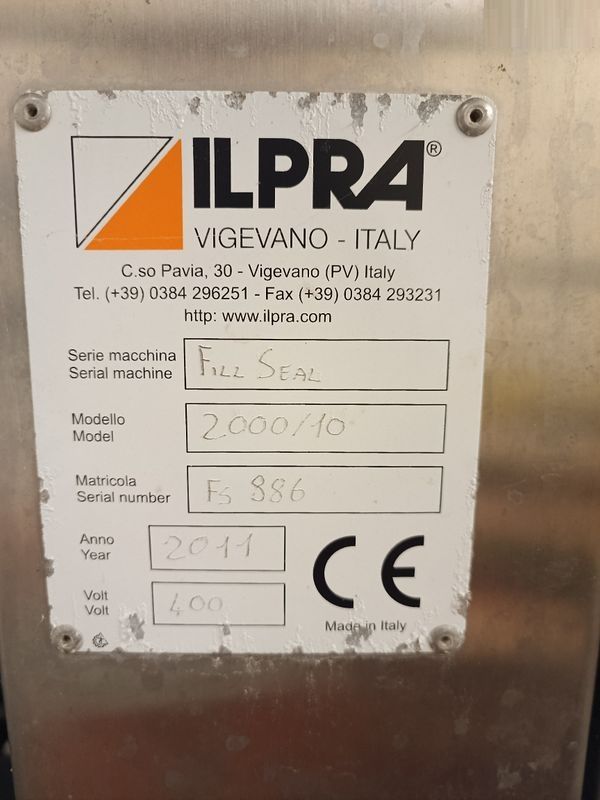 ILPRA®
VIGEVANO - ITALY
C.so Pavia, 30 - Vigevano (PV) Italy
Tel. (+39) 0384 296251 - Fax (+39) 0384 293231
http: www.ilpra.com
Serie macchina
Serial machine
FILL SEAL
Modello
Model
2000/10
Matricola
Serial number
FS 886
Anno
Year
2011
Volt
Volt
400
CE
Made in Italy